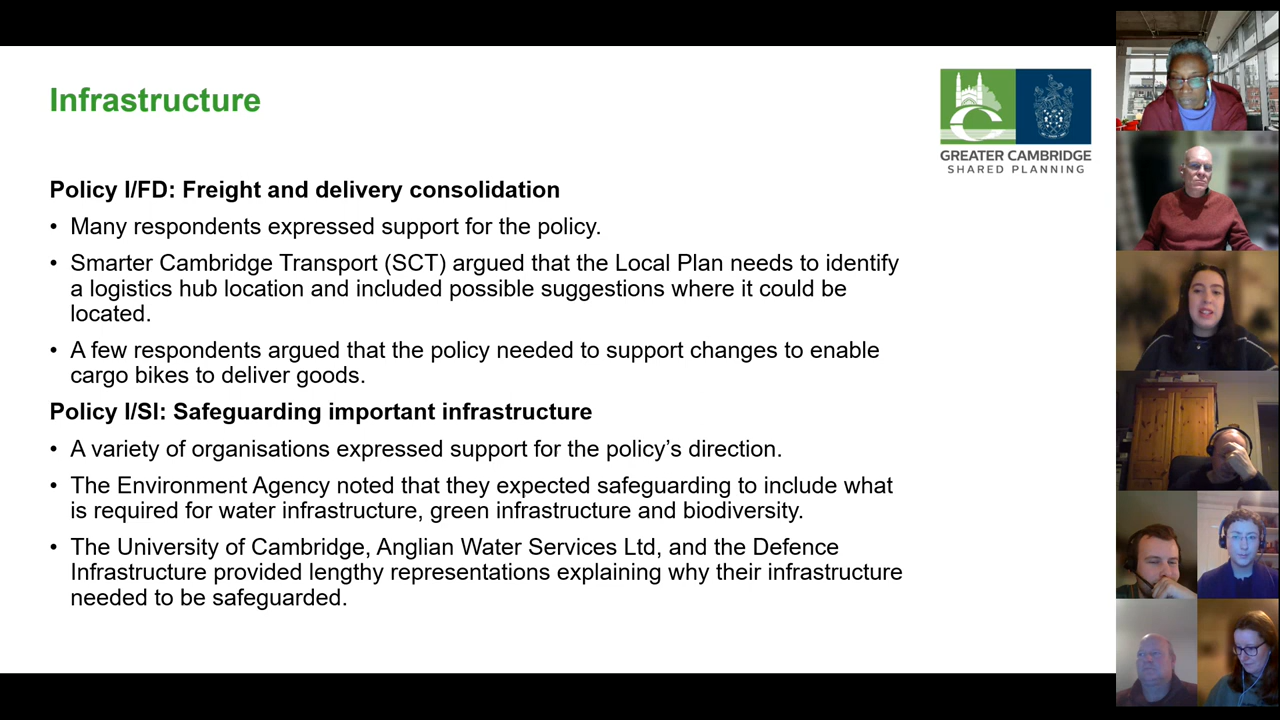 Infrastructure
GREATER CAMBRIDGE
SHARED PLANNING
Policy I/FD: Freight and delivery consolidation
• Many respondents expressed support for the policy.
• Smarter Cambridge Transport (SCT) argued that the Local Plan needs to identify
a logistics hub location and included possible suggestions where it could be
located.
• A few respondents argued that the policy needed to support changes to enable
cargo bikes to deliver goods.
Policy I/SI: Safeguarding important infrastructure
• A variety of organisations expressed support for the policy’s direction.
• The Environment Agency noted that they expected safeguarding to include what
is required for water infrastructure, green infrastructure and biodiversity.
• The University of Cambridge, Anglian Water Services Ltd, and the Defence
Infrastructure provided lengthy representations explaining why their infrastructure
needed to be safeguarded.